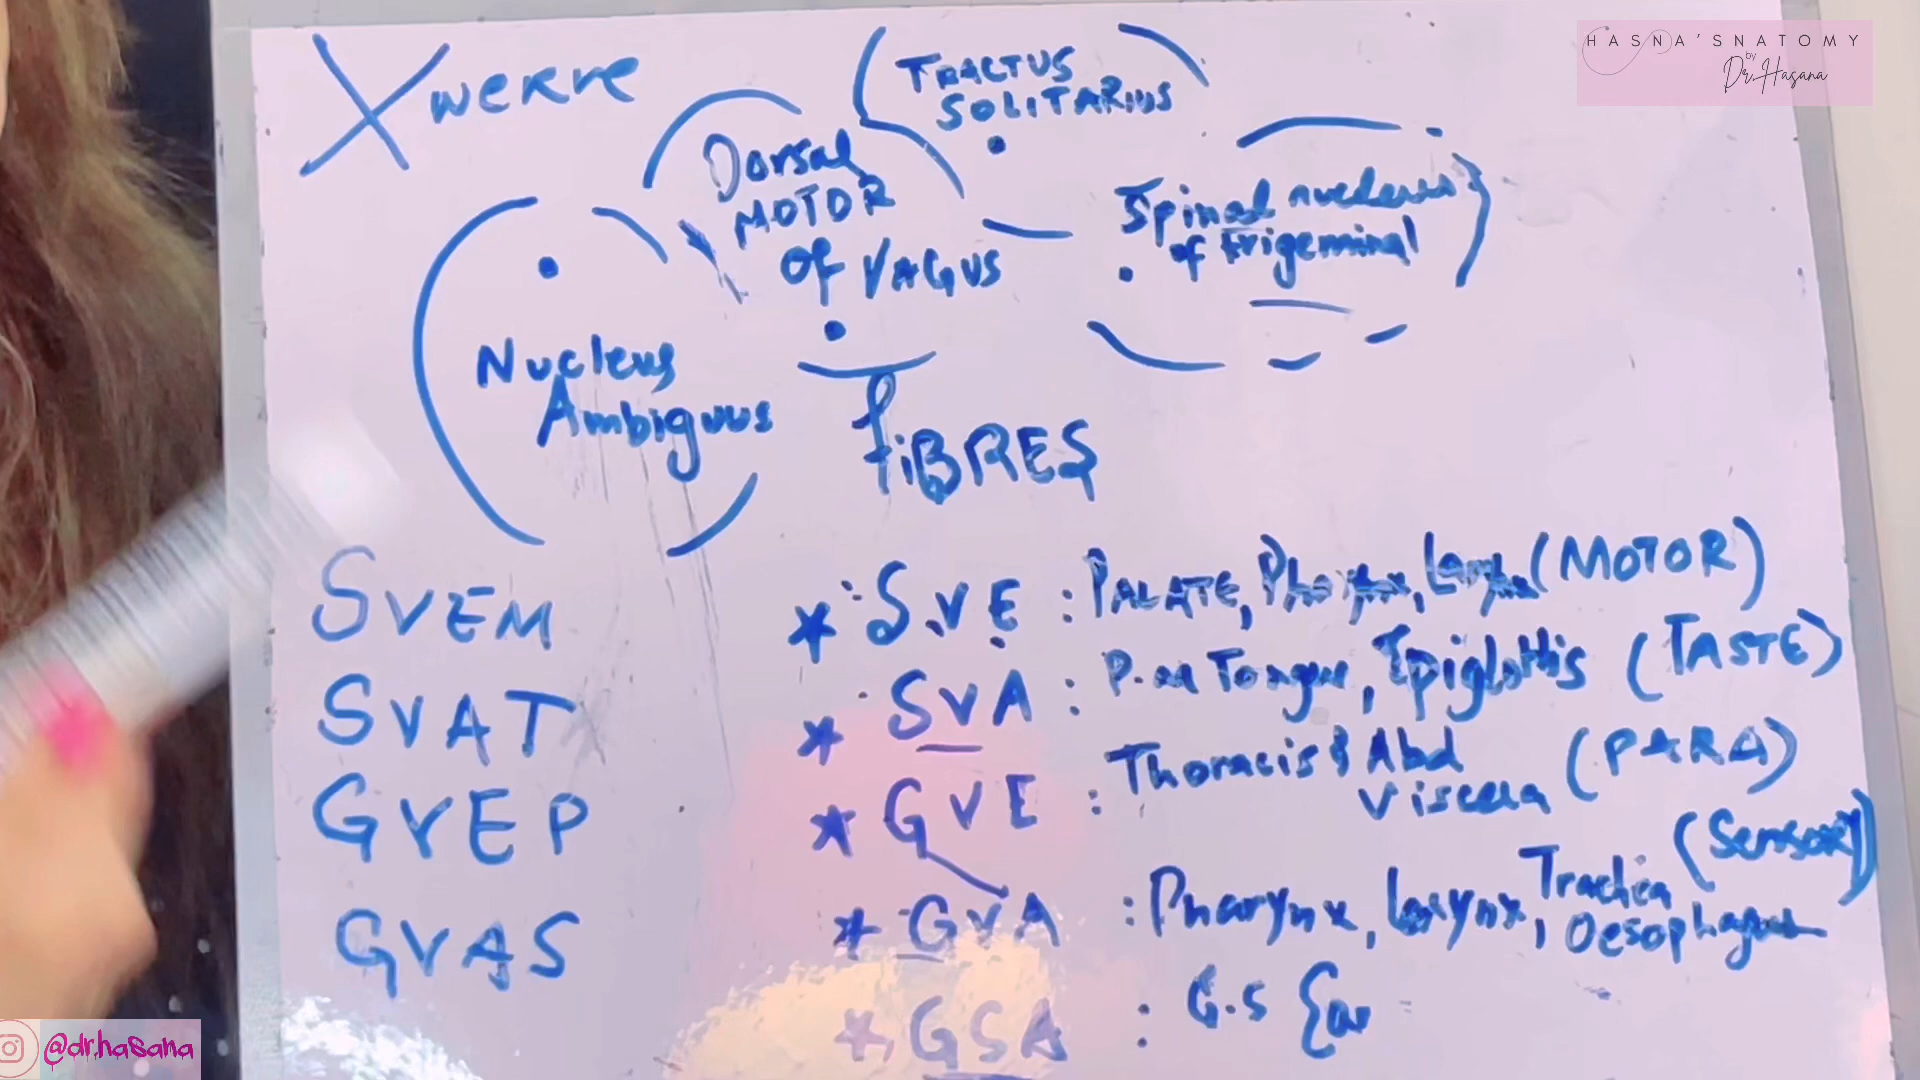 X NERVE
TRACTUS
SOLITARIUS
Dorsal
MOTOR
Of VAGUS
Spinal nucleus
of trigeminal
Nucleus
Ambiguus
fiBRES
SVEM
SVAT
GVEP
GVAS
* SVE : PALATE, Pharynx, Larynx (MOTOR)
* SVA : P. Tongue, Epiglottis (TASTE)
* GVE : Thoracis & Abd
Viscera (PARA)
* GVA : Pharynx, Larynx, Trachea
Oesophagus (Sensory)
* GSA : G.S Ear
HASNA'SNATOMY
by
Dr.Hasana
@dr.hasana